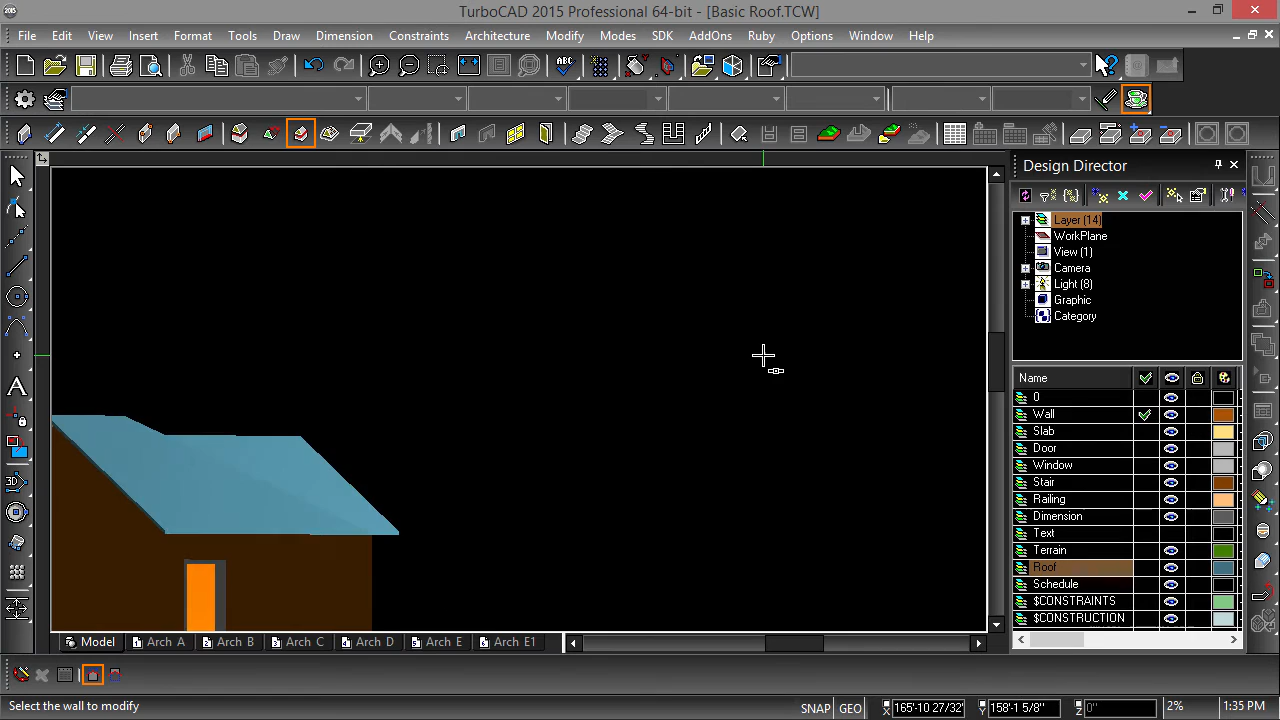 2015
TurboCAD 2015 Professional 64-bit - [Basic Roof.TCW]
File Edit View Insert Format Tools Draw Dimension Constraints Architecture Modify Modes SDK AddOns Ruby Options Window Help
ABC
Design Director
Layer (14)
WorkPlane
View (1)
Camera
Light (8)
Graphic
Category
Name
0
Wall
Slab
Door
Window
Stair
Railing
Dimension
Text
Terrain
Roof
Schedule
$CONSTRAINTS
$CONSTRUCTION
A
3D
Model Arch A Arch B Arch C Arch D Arch E Arch E1
Select the wall to modify
SNAP GEO X 165'-10 27/32" Y 158'-1 5/8" Z 0" 2% 1:35 PM